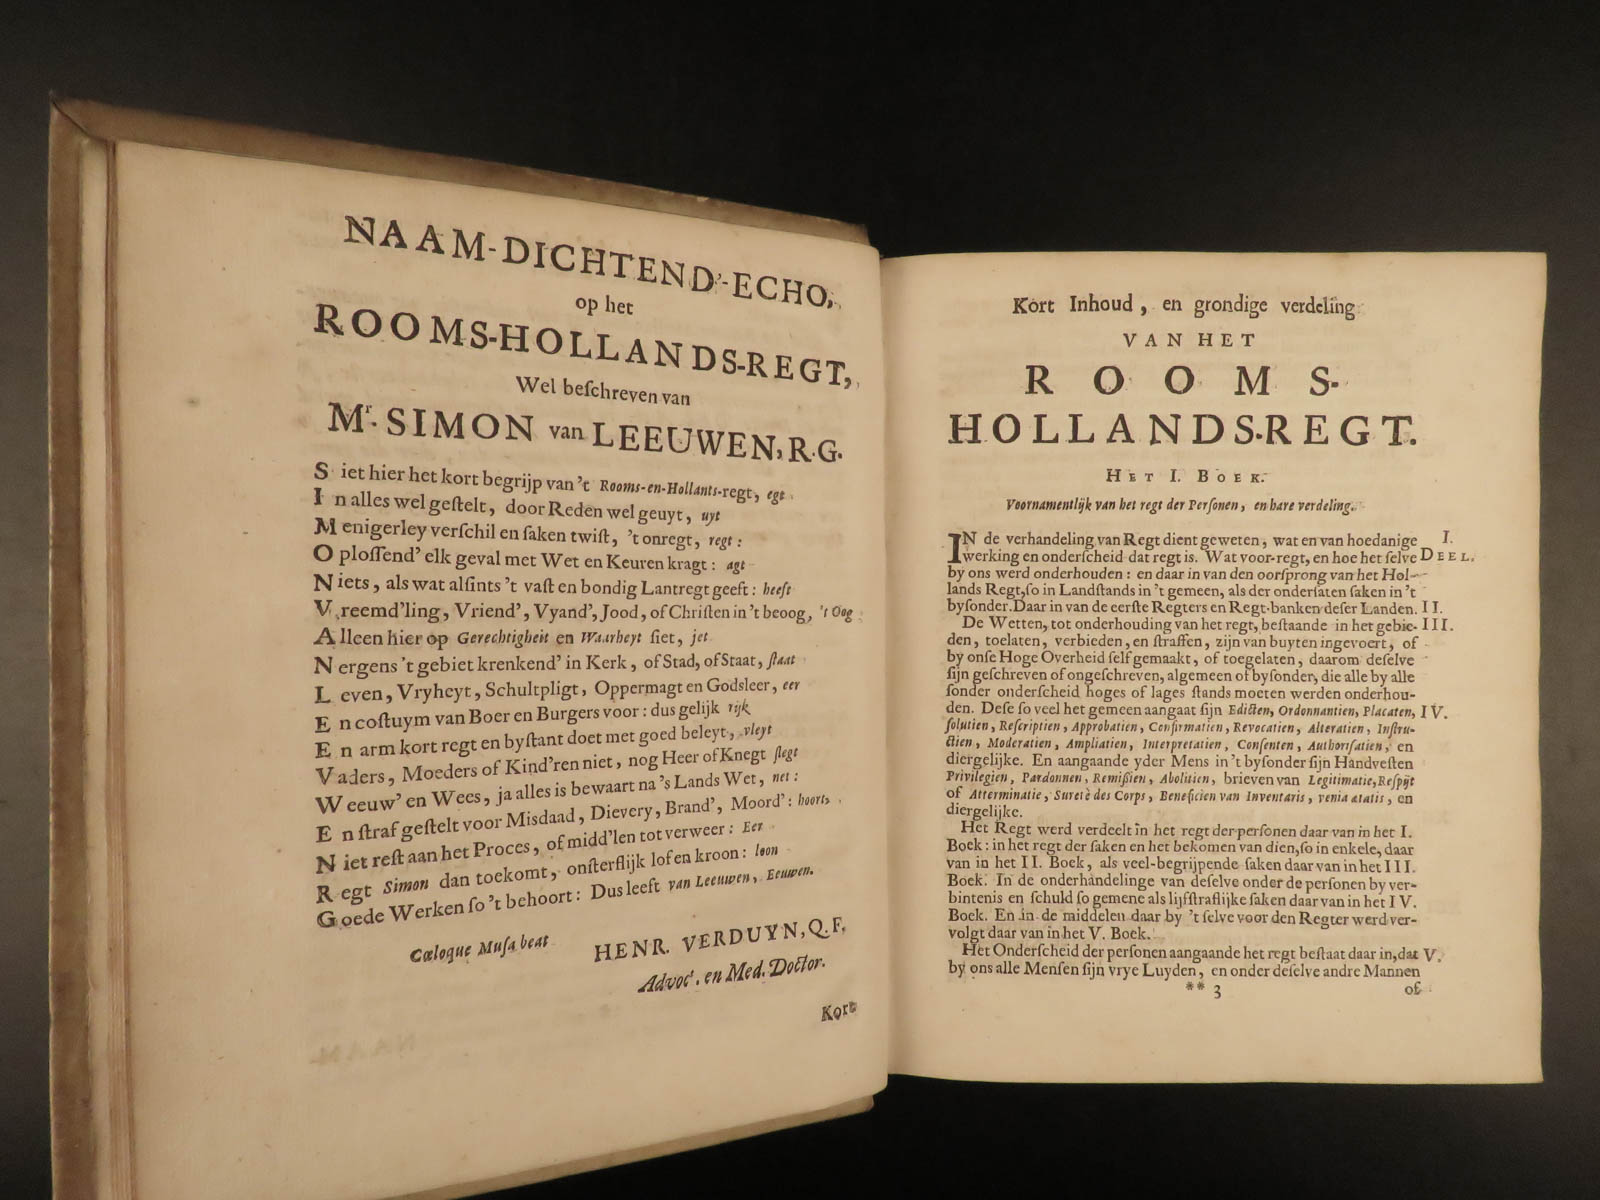 NAAM-DICHTEND'-ECHO,
op het
ROOMS-HOLLANDS-REGT,
Wel beſchreven van
Mr. SIMON van LEEUWEN, R.G.
Siet hier het kort begrijp van 't Rooms-en-Hollants-regt, egt
In alles wel geſtelt, door Reden wel geuyt, uyt
Menigerley verſchil en ſaken twiſt, 't onregt, regt:
Oploſſend' elk geval met Wet en Keuren kragt: agt
Niets, als wat alſints 't vaſt en bondig Lantregt geeft: heeft
Vreemd'ling, Vriend', Vyand', Jood, of Chriſten in 't beoog, 't Oog
Alleen hier op Gerechtigheit en Waarheyt ſiet, jet
Nergens 't gebiet krenkend' in Kerk, of Stad, of Staat, ſtaat
Leven, Vryheyt, Schultpligt, Oppermagt en Godsleer, eer
En coſtuym van Boer en Burgers voor: dus gelijk rijk
En arm kort regt en byſtant doet met goed beleyt, vleyt
Vaders, Moeders of Kind'ren niet, nog Heer of Knegt ſlegt
Weeuw' en Wees, ja alles is bewaart na 's Lands Wet, net:
En ſtraf geſtelt voor Misdaad, Dievery, Brand', Moord': hoort,
Niet reſt aan het Proces, of midd'len tot verweer: Eer
Regt Simon dan toekomt, onſterflijk lof en kroon: loon
Goede Werken ſo 't behoort: Dus leeft van Leeuwen, Eeuwen.
Cœloque Muſa beat
HENR. VERDUYN, Q.F.
Advoc. en Med. Doctor.
Kort
Kort Inhoud, en grondige verdeling
VAN HET
ROOMS-
HOLLANDS-REGT.
HET I. BOEK.
Voornamentlijk van het regt der Perſonen, en hare verdeling.
IN de verhandeling van Regt dient geweten, wat en van hoedanige I.
werking en onderſcheid dat regt is. Wat voor-regt, en hoe het ſelve DEEL.
by ons werd onderhouden: en daar in van den oorſprong van het Hol-
lands Regt, ſo in Landſtands in 't gemeen, als der onderſaten ſaken in 't
byſonder. Daar in van de eerſte Regters en Regt-banken deſer Landen. II.
De Wetten, tot onderhouding van het regt, beſtaande in het gebie- III.
den, toelaten, verbieden, en ſtraffen, zijn van buyten ingevoert, of
by onſe Hoge Overheid ſelf gemaakt, of toegelaten, daarom deſelve
ſijn geſchreven of ongeſchreven, algemeen of byſonder, die alle by alle
ſonder onderſcheid hoges of lages ſtands moeten werden onderhou-
den. Deſe ſo veel het gemeen aangaat ſijn Edicten, Ordonnantien, Placaten, IV.
ſolutien, Reſcriptien, Approbatien, Confirmatien, Revocatien, Alteratien, Inſtru-
ctien, Moderatien, Ampliatien, Interpretatien, Conſenten, Authoriſatien, en
diergelijke. En aangaande yder Mens in 't byſonder ſijn Handveſten
Privilegien, Pardonnen, Remiſſien, Abolitien, brieven van Legitimatie, Reſpijt
of Atterminatie, Sureté des Corps, Beneficien van Inventaris, venia ætatis, en
diergelijke.
Het Regt werd verdeelt in het regt der perſonen daar van in het I.
Boek: in het regt der ſaken en het bekomen van dien, ſo in enkele, daar
van in het II. Boek, als veel-begrijpende ſaken daar van in het III.
Boek. In de onderhandelinge van deſelve onder de perſonen by ver-
bintenis en ſchuld ſo gemene als lijfſtraflijke ſaken daar van in het IV.
Boek. En in de middelen daar by 't ſelve voor den Regter werd ver-
volgt daar van in het V. Boek.
Het Onderſcheid der perſonen aangaande het regt beſtaat daar in, dat V.
by ons alle Menſen ſijn vrye Luyden, en onder deſelve andre Mannen
** 3 of